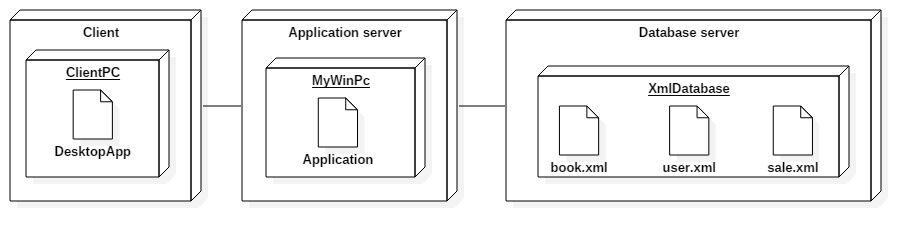 Client
ClientPC
DesktopApp
Application server
MyWinPc
Application
Database server
XmlDatabase
book.xml
user.xml
sale.xml